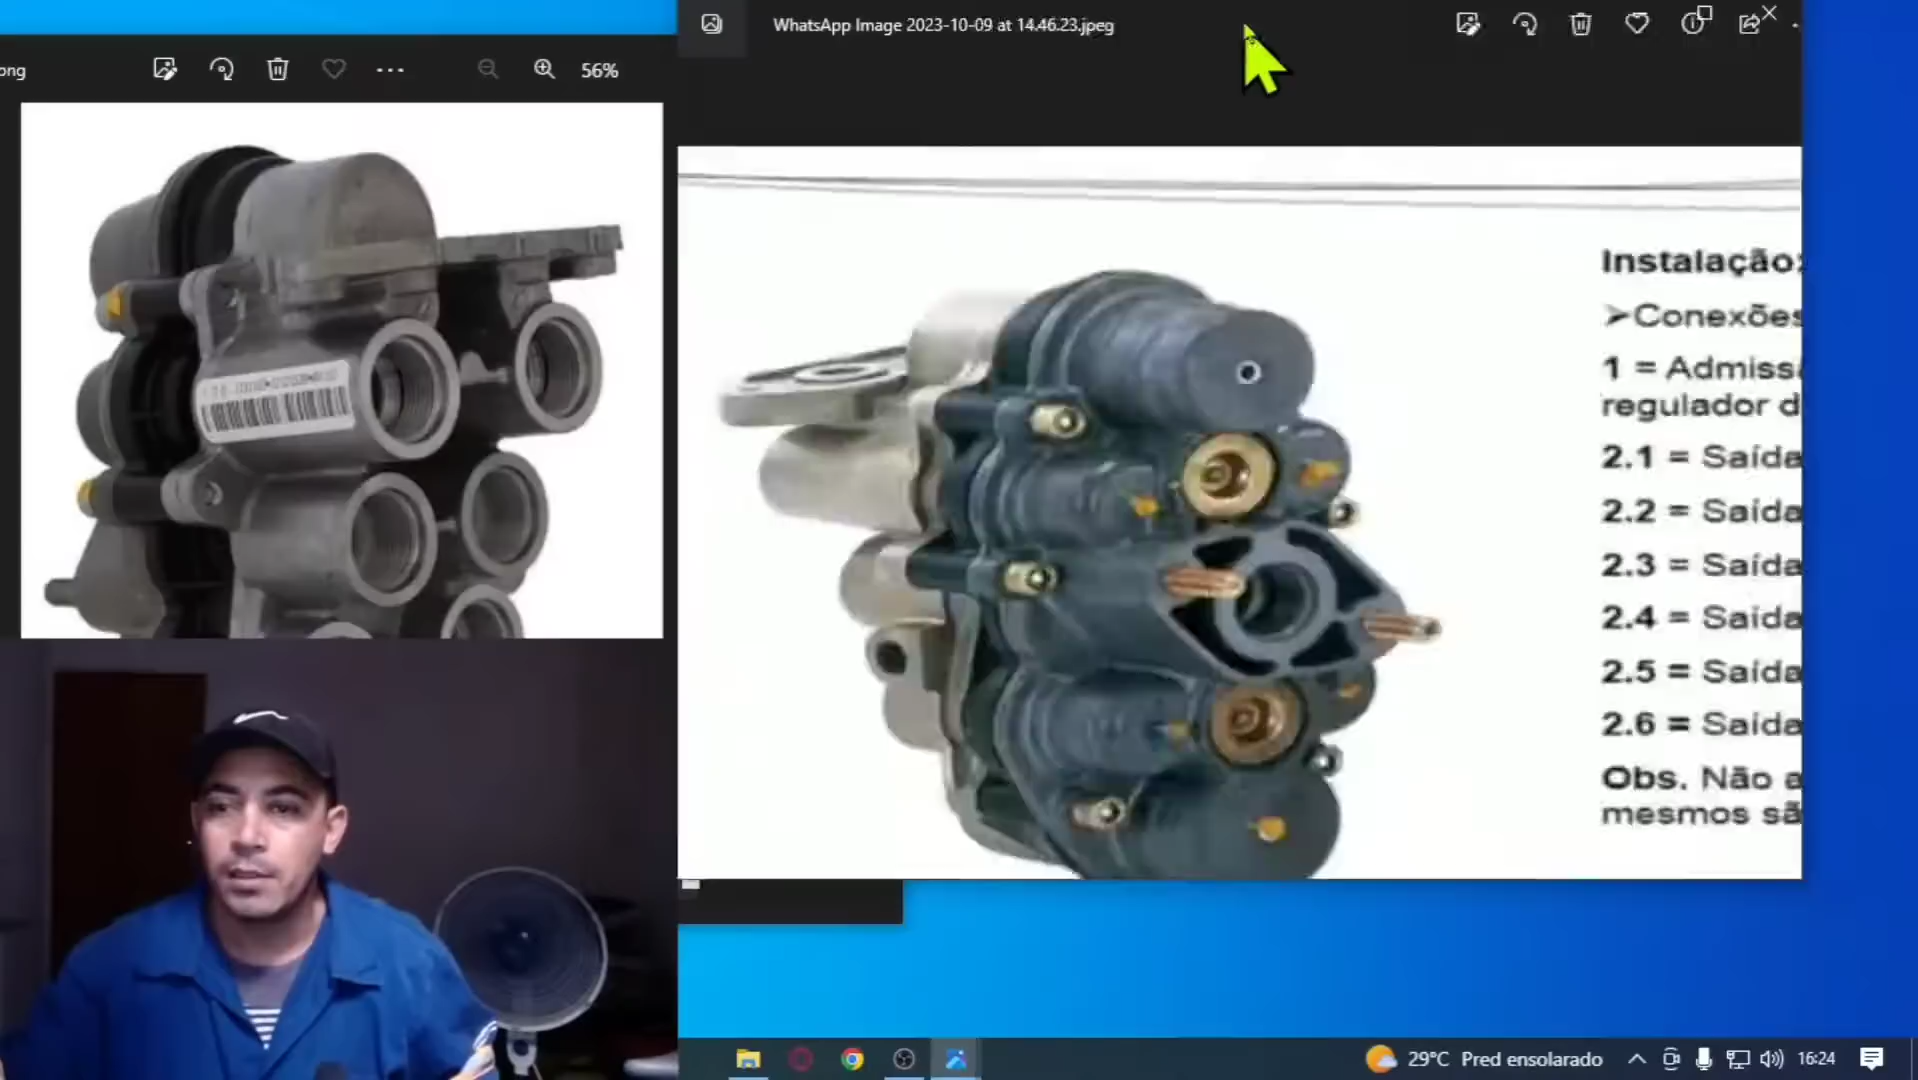 WhatsApp Image 2023-10-09 at 14.46.23.jpeg
ong
56%
Instalação:
➢Conexões
1 = Admiss
regulador d
2.1 = Saída
2.2 = Saída
2.3 = Saída
2.4 = Saída
2.5 = Saída
2.6 = Saída
Obs. Não a
mesmos sã
29°C Pred ensolarado
16:24